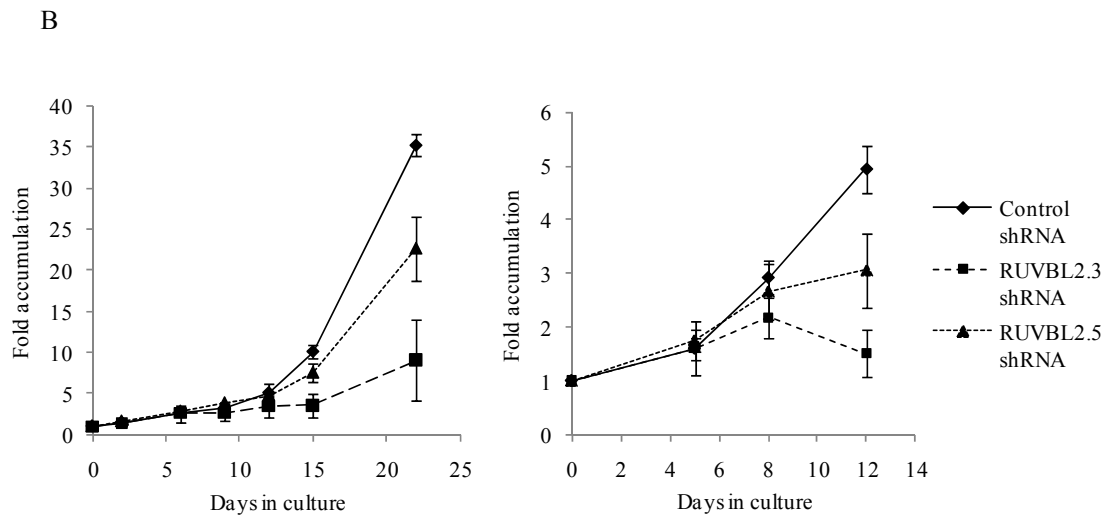 B
40
35
30
25
20
15
10
5
0
Fold accumulation
0 5 10 15 20 25
Days in culture
6
5
4
3
2
1
0
Fold accumulation
0 2 4 6 8 10 12 14
Days in culture
Control
shRNA
RUVBL2.3
shRNA
RUVBL2.5
shRNA